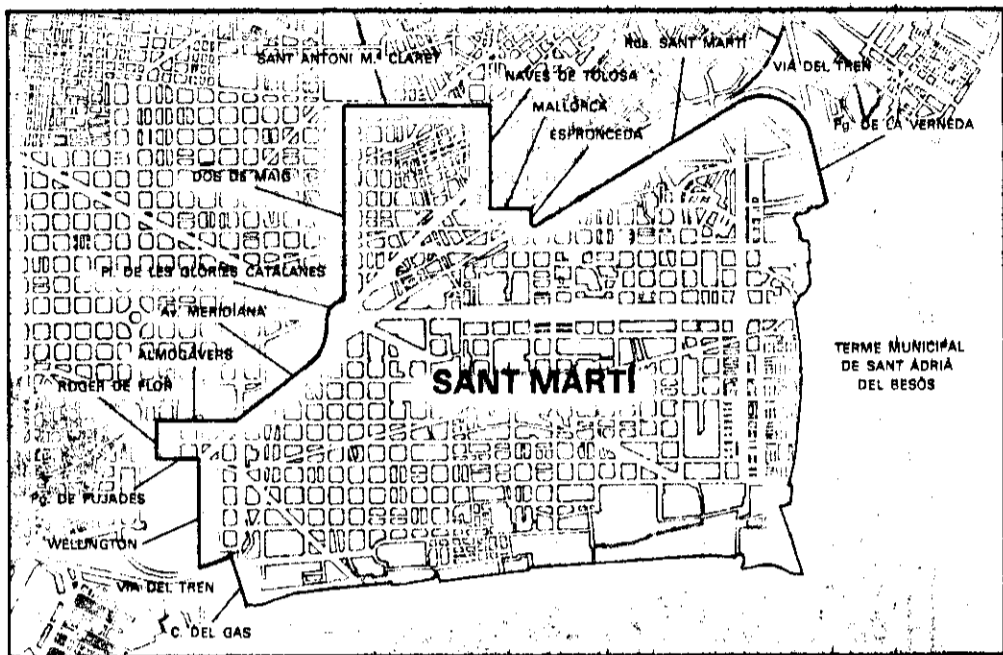 SANT ANTONI M.ª CLARET
Rda. SANT MARTÍ
VIA DEL TREN
NAVES DE TOLOSA
MALLORCA
ESPRONCEDA
Pg. DE LA VERNEDA
DOS DE MAIG
Pl. DE LES GLÒRIES CATALANES
Av. MERIDIANA
ALMOGÀVERS
ROGER DE FLOR
TERME MUNICIPAL
DE SANT ADRIÀ
DEL BESÒS
SANT MARTÍ
Pg. DE PUJADES
WELLINGTON
VIA DEL TREN
C. DEL GAS